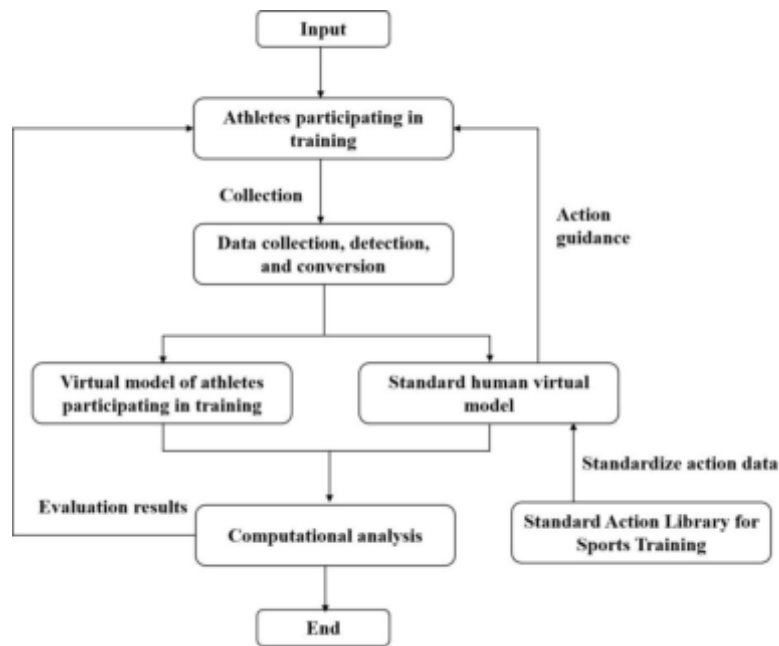 Input
Athletes participating in
training
Collection
Action
guidance
Data collection, detection,
and conversion
Virtual model of athletes
participating in training
Standard human virtual
model
Standardize action data
Evaluation results
Computational analysis
Standard Action Library for
Sports Training
End